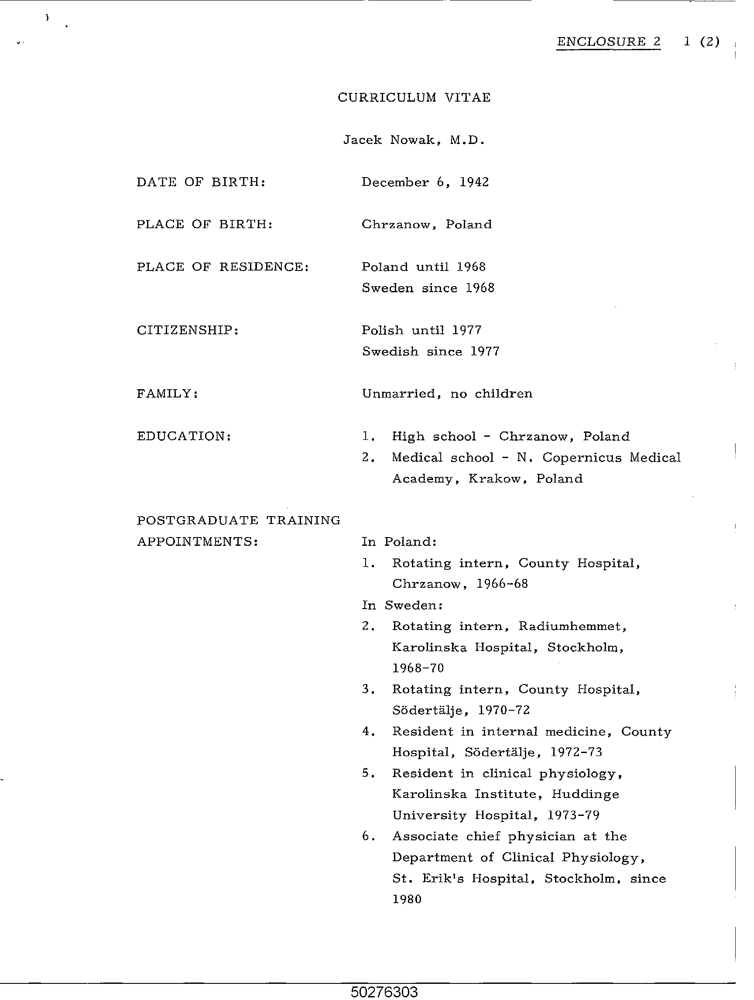 ENCLOSURE 2 1 (2)
CURRICULUM VITAE
Jacek Nowak, M.D.
DATE OF BIRTH: December 6, 1942
PLACE OF BIRTH: Chrzanow, Poland
PLACE OF RESIDENCE: Poland until 1968
Sweden since 1968
CITIZENSHIP: Polish until 1977
Swedish since 1977
FAMILY: Unmarried, no children
EDUCATION: 1. High school - Chrzanow, Poland
2. Medical school - N. Copernicus Medical
Academy, Krakow, Poland
POSTGRADUATE TRAINING
APPOINTMENTS: In Poland:
1. Rotating intern, County Hospital,
Chrzanow, 1966-68
In Sweden:
2. Rotating intern, Radiumhemmet,
Karolinska Hospital, Stockholm,
1968-70
3. Rotating intern, County Hospital,
Södertälje, 1970-72
4. Resident in internal medicine, County
Hospital, Södertälje, 1972-73
5. Resident in clinical physiology,
Karolinska Institute, Huddinge
University Hospital, 1973-79
6. Associate chief physician at the
Department of Clinical Physiology,
St. Erik's Hospital, Stockholm, since
1980
50276303